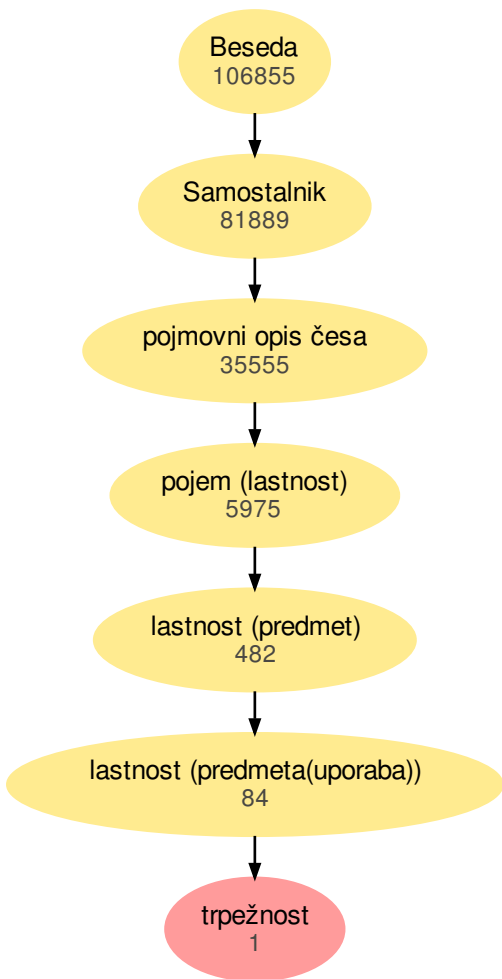 Beseda
106855
Samostalnik
81889
pojmovni opis česa
35555
pojem (lastnost)
5975
lastnost (predmet)
482
lastnost (predmeta(uporaba))
84
trpežnost
1